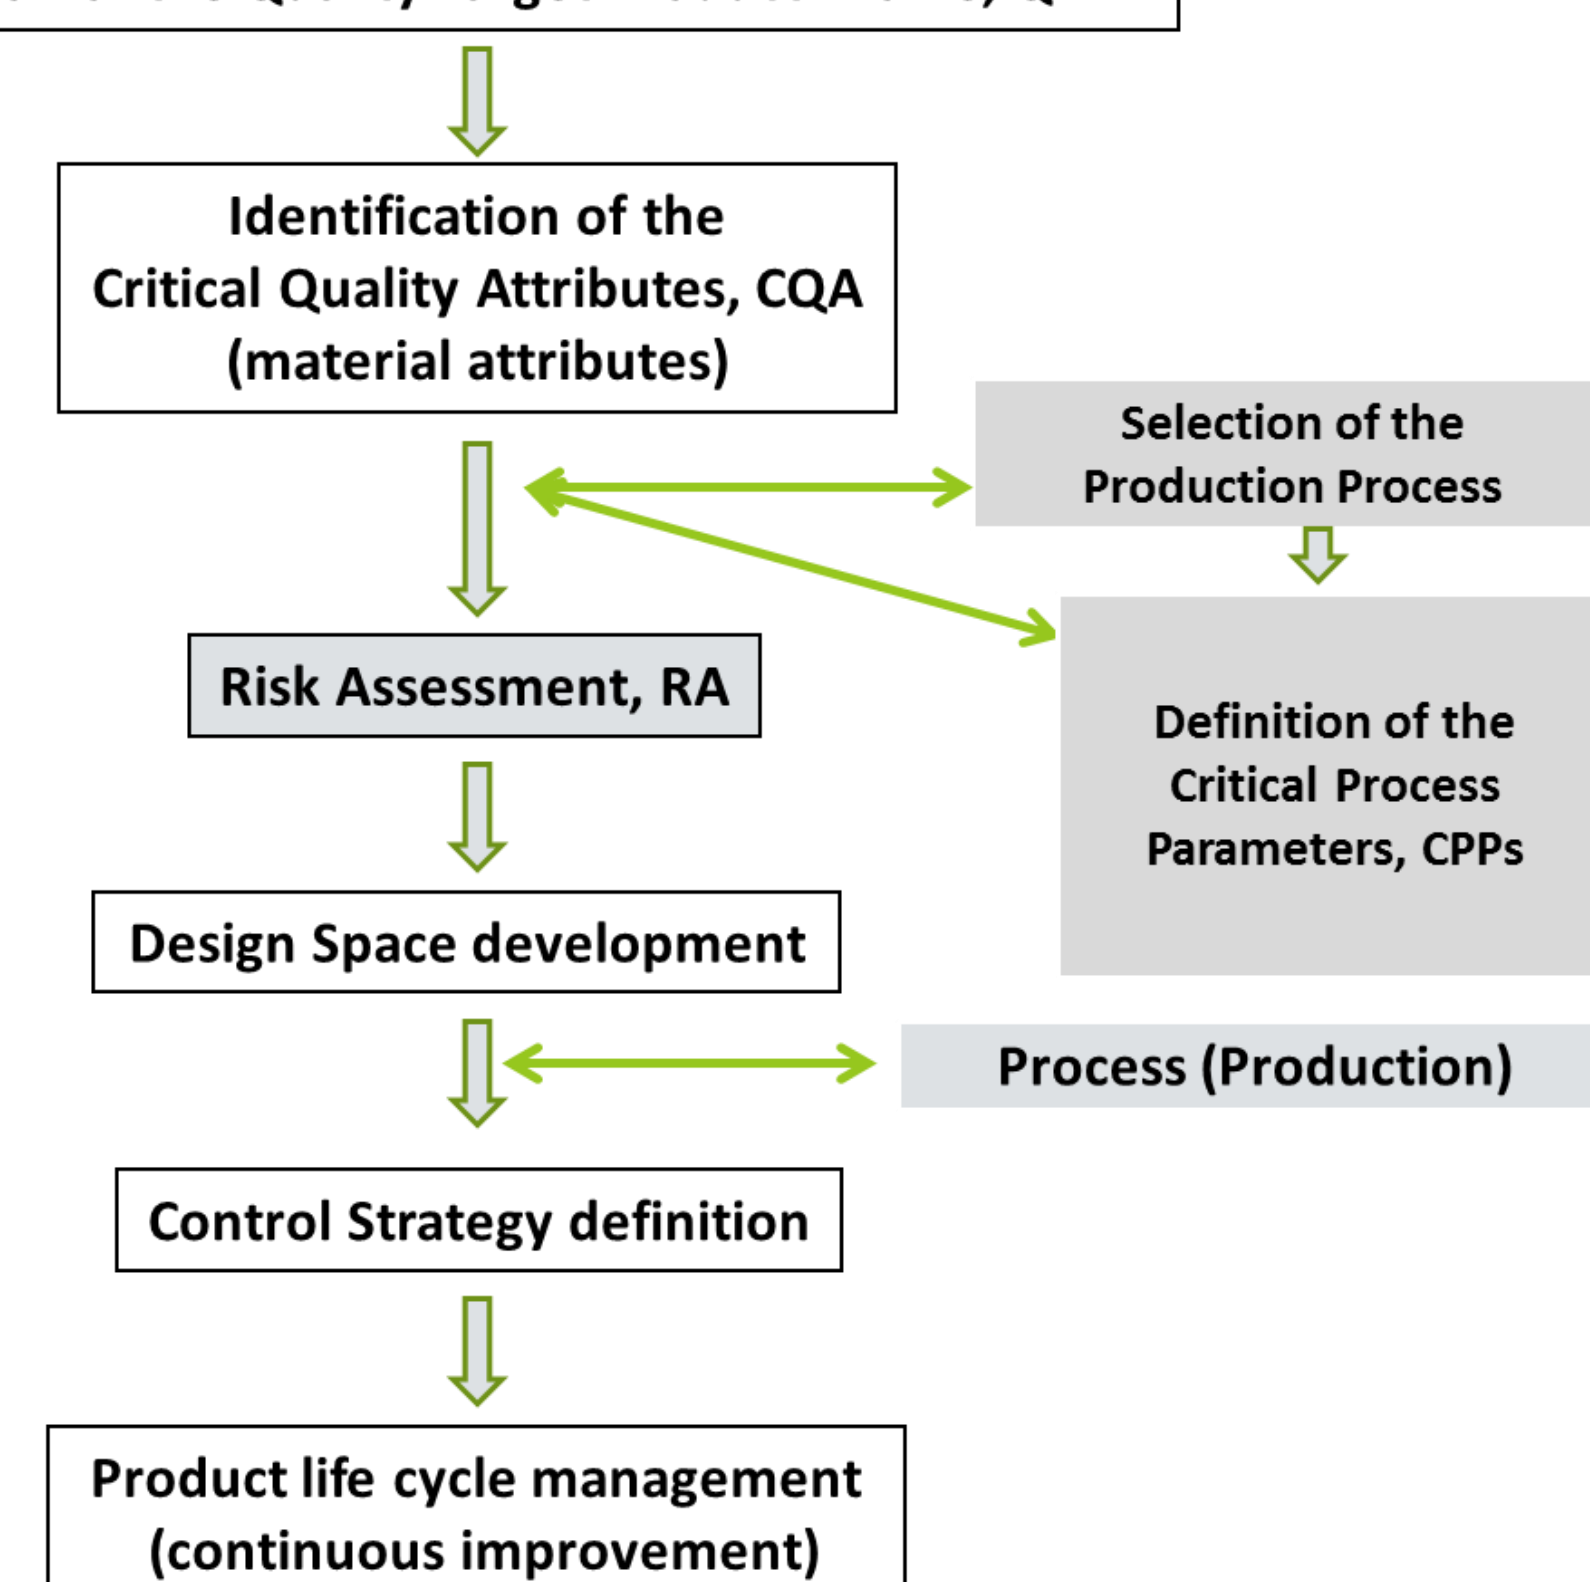 Identification of the
Critical Quality Attributes, CQA
(material attributes)
Selection of the
Production Process
Risk Assessment, RA
Definition of the
Critical Process
Parameters, CPPs
Design Space development
Process (Production)
Control Strategy definition
Product life cycle management
(continuous improvement)